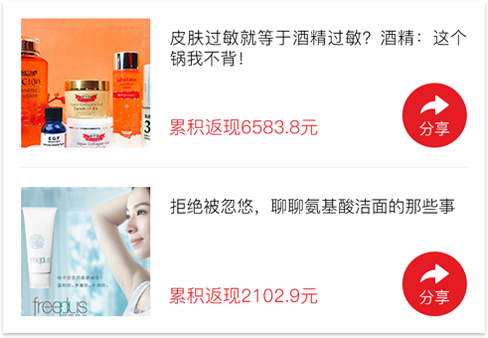 皮肤过敏就等于酒精过敏？酒精：这个
锅我不背！
累积返现6583.8元
分享
拒绝被忽悠，聊聊氨基酸洁面的那些事
freeplus
累积返现2102.9元
分享